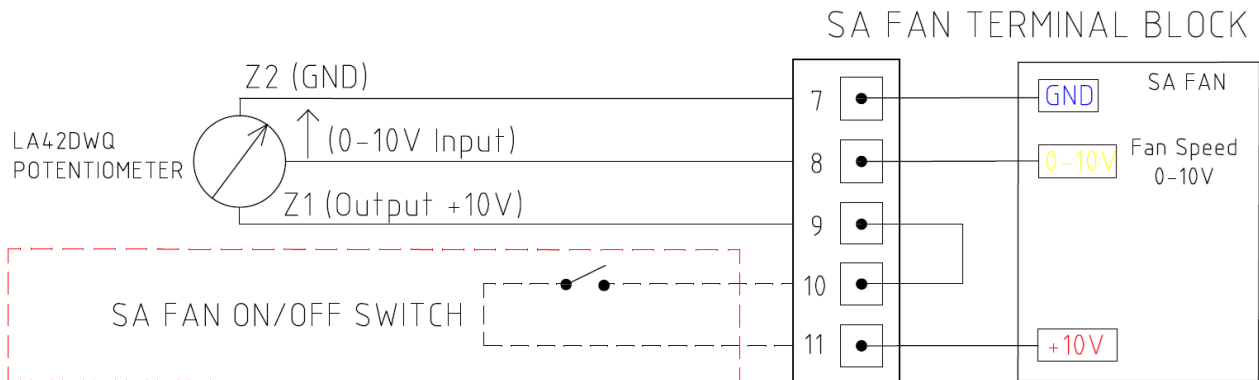 SA FAN TERMINAL BLOCK
Z2 (GND)
7
GND
SA FAN
LA42DWQ
POTENTIOMETER
(0-10V Input)
8
0-10V
Fan Speed
0-10V
Z1 (Output +10V)
9
SA FAN ON/OFF SWITCH
10
11
+10V